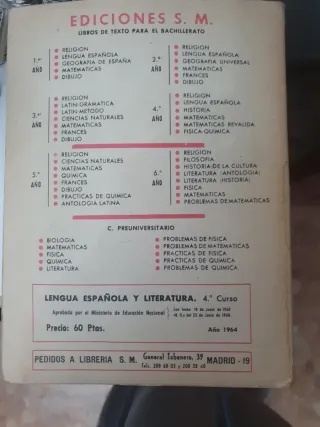 EDICIONES S. M.
LIBROS DE TEXTO PARA EL BACHILLERATO
1.º AÑO
RELIGION
LENGUA ESPAÑOLA
GEOGRAFIA DE ESPAÑA
MATEMATICAS
DIBUJO
2.º AÑO
RELIGION
LENGUA ESPAÑOLA
GEOGRAFIA UNIVERSAL
MATEMATICAS
FRANCES
DIBUJO
3.er AÑO
RELIGION
LATIN-GRAMATICA
LATIN-METODO
CIENCIAS NATURALES
MATEMATICAS
FRANCES
DIBUJO
4.º AÑO
RELIGION
LENGUA ESPAÑOLA
HISTORIA
MATEMATICAS
MATEMATICAS REVALIDA
FISICA-QUIMICA
5.º AÑO
RELIGION
CIENCIAS NATURALES
MATEMATICAS
QUIMICA
FRANCES
DIBUJO
PRACTICAS DE QUIMICA
ANTOLOGIA LATINA
6.º AÑO
RELIGION
FILOSOFIA
HISTORIA DE LA CULTURA
LITERATURA (ANTOLOGIA)
LITERATURA (HISTORIA)
FISICA
MATEMATICAS
PROBLEMAS DE MATEMATICAS
C. PREUNIVERSITARIO
BIOLOGIA
MATEMATICAS
FISICA
QUIMICA
LITERATURA
PROBLEMAS DE FISICA
PROBLEMAS DE MATEMATICAS
PRACTICAS DE FISICA
PRACTICAS DE QUIMICA
PROBLEMAS DE QUIMICA
LENGUA ESPAÑOLA Y LITERATURA. 4.º Curso
Aprobado por el Ministerio de Educación Nacional
Precio: 60 Ptas.
Año 1964
PEDIDOS A LIBRERIA S. M.
General Tabanera, 39
MADRID - 19